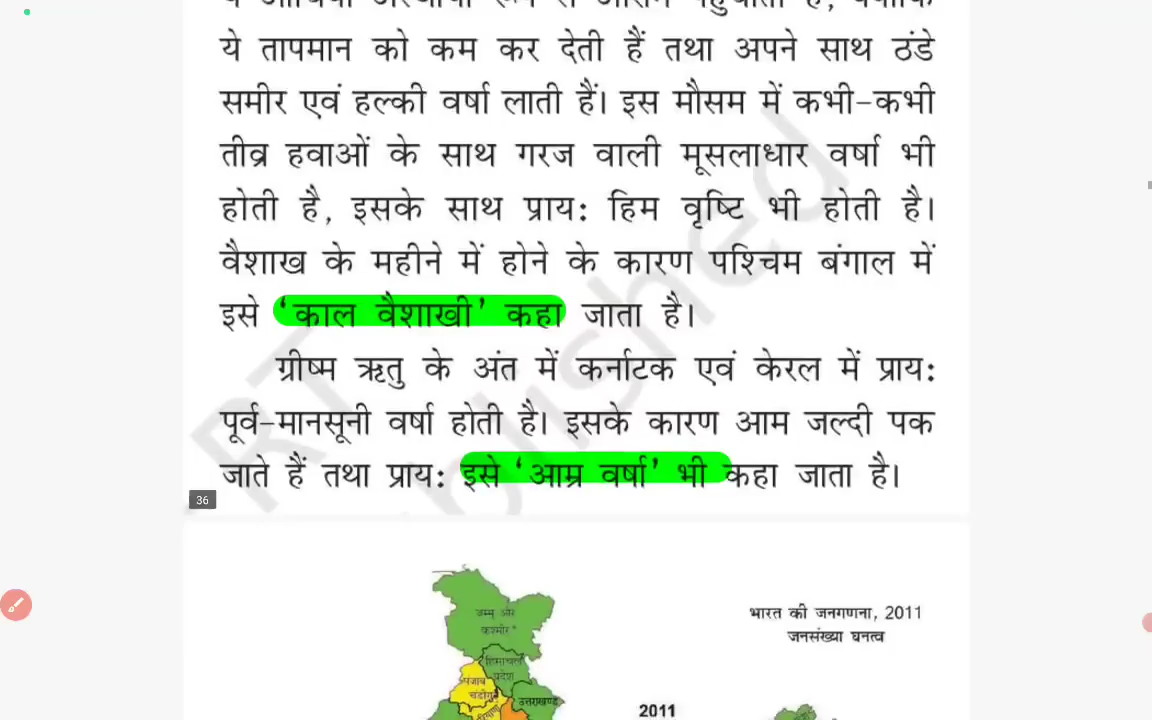 ये तापमान को कम कर देती हैं तथा अपने साथ ठंडे
समीर एवं हल्की वर्षा लाती हैं। इस मौसम में कभी-कभी
तीव्र हवाओं के साथ गरज वाली मूसलाधार वर्षा भी
होती है, इसके साथ प्राय: हिम वृष्टि भी होती है।
वैशाख के महीने में होने के कारण पश्चिम बंगाल में
इसे 'काल वैशाखी' कहा जाता है।
ग्रीष्म ऋतु के अंत में कर्नाटक एवं केरल में प्राय:
पूर्व-मानसूनी वर्षा होती है। इसके कारण आम जल्दी पक
जाते हैं तथा प्राय: इसे 'आम्र वर्षा' भी कहा जाता है।
36
भारत की जनगणना, 2011
जनसंख्या घनत्व
जम्मू और
कश्मीर*
हिमाचल
प्रदेश
पंजाब
चंडीगढ़
उत्तराखण्ड
2011